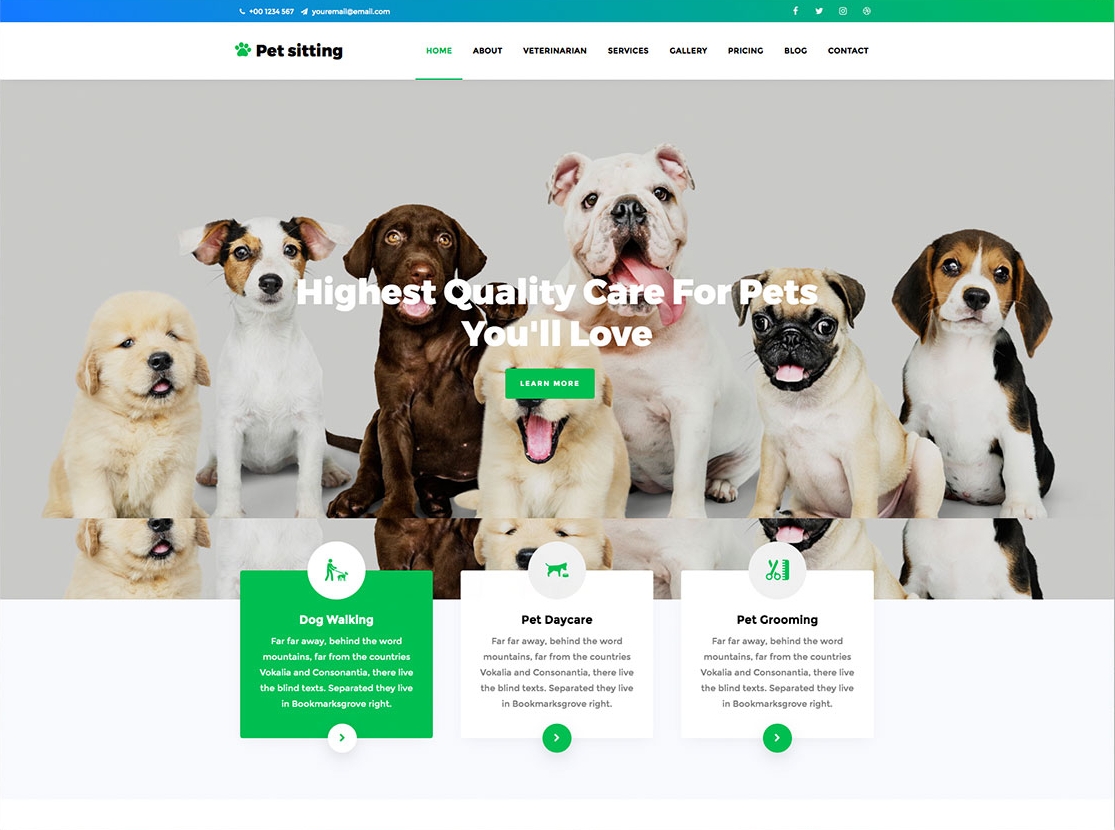 +00 1234 567 youremail@email.com
Pet sitting
HOME ABOUT VETERINARIAN SERVICES GALLERY PRICING BLOG CONTACT
Highest Quality Care For Pets
You'll Love
LEARN MORE
Dog Walking
Far far away, behind the word
mountains, far from the countries
Vokalia and Consonantia, there live
the blind texts. Separated they live
in Bookmarksgrove right.
Pet Daycare
Far far away, behind the word
mountains, far from the countries
Vokalia and Consonantia, there live
the blind texts. Separated they live
in Bookmarksgrove right.
Pet Grooming
Far far away, behind the word
mountains, far from the countries
Vokalia and Consonantia, there live
the blind texts. Separated they live
in Bookmarksgrove right.